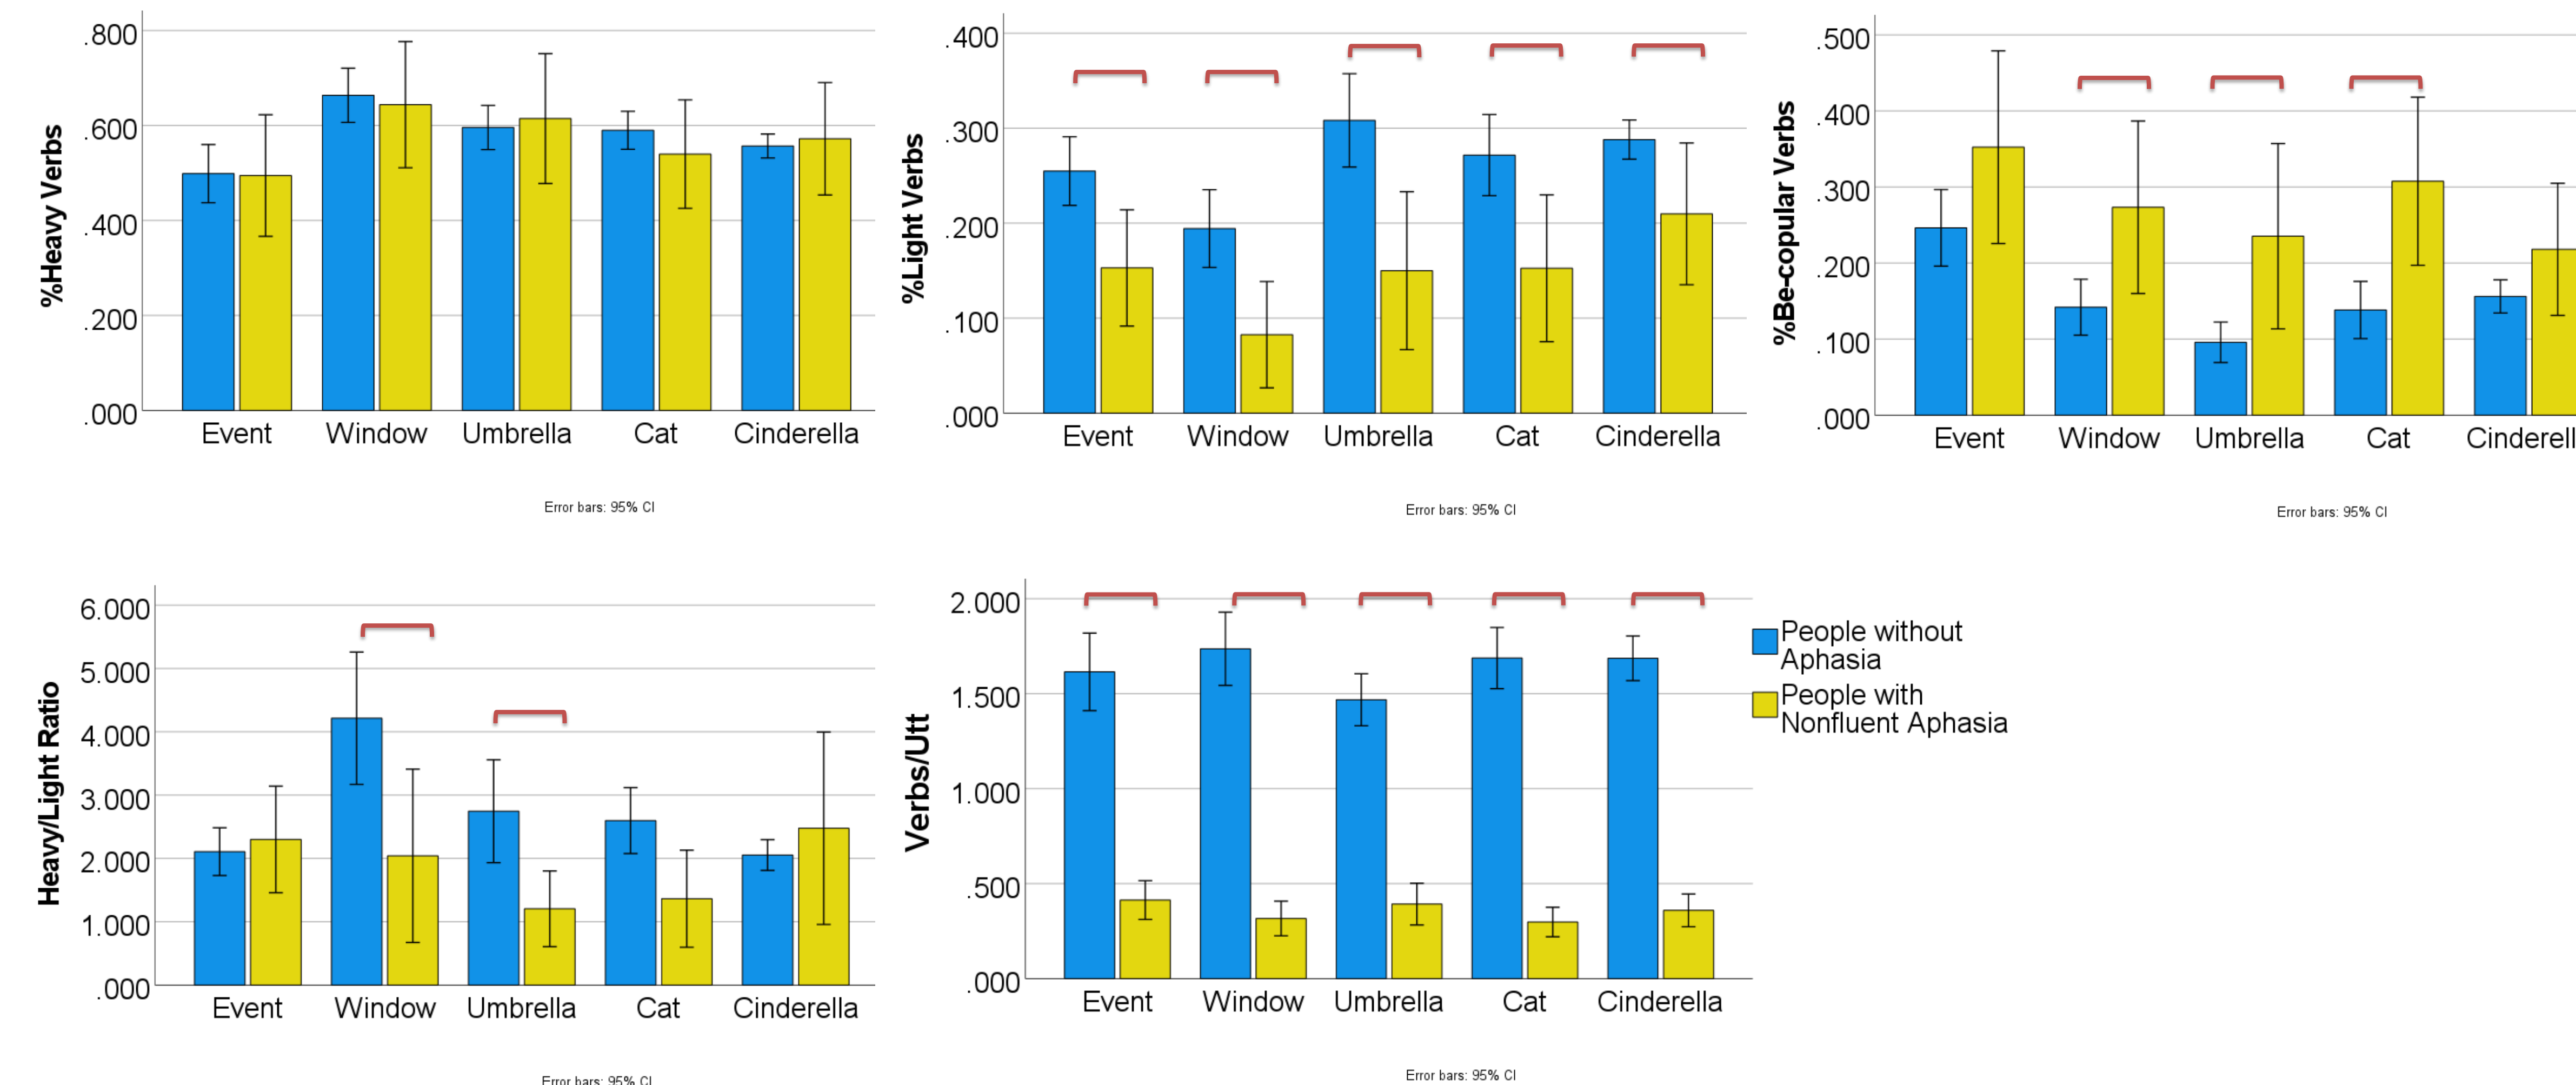 %Heavy Verbs
.800
.600
.400
.200
.000
Event Window Umbrella Cat Cinderella
Error bars: 95% CI
%Light Verbs
.400
.300
.200
.100
.000
Event Window Umbrella Cat Cinderella
Error bars: 95% CI
%Be-copular Verbs
.500
.400
.300
.200
.100
.000
Event Window Umbrella Cat Cinderell
Error bars: 95% CI
Heavy/Light Ratio
6.000
5.000
4.000
3.000
2.000
1.000
.000
Event Window Umbrella Cat Cinderella
Error bars: 95% CI
Verbs/Utt
2.000
1.500
1.000
.500
.000
Event Window Umbrella Cat Cinderella
Error bars: 95% CI
People without
Aphasia
People with
Nonfluent Aphasia